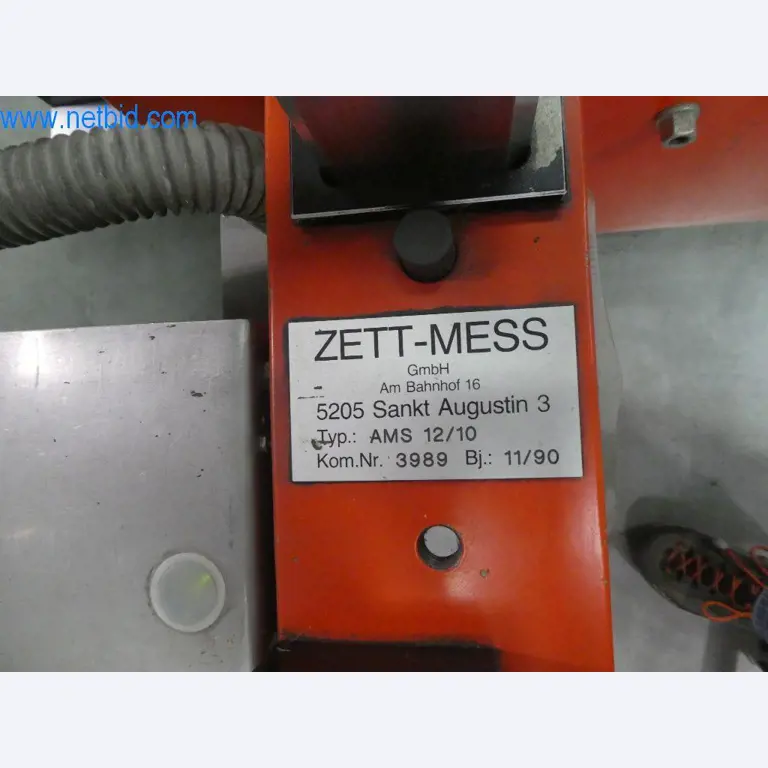 www.netbid.com
ZETT-MESS
GmbH
Am Bahnhof 16
5205 Sankt Augustin 3
Typ.: AMS 12/10
Kom.Nr. 3989 Bj.: 11/90